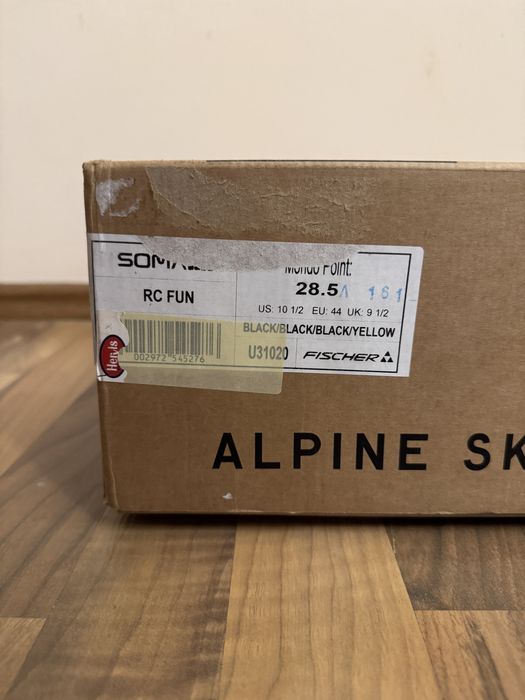 SOMA
Mondo Point:
RC FUN
28.5 A 161
US: 10 1/2 EU: 44 UK: 9 1/2
BLACK/BLACK/BLACK/YELLOW
Hervis
002972 545276
U31020
FISCHER
ALPINE SK